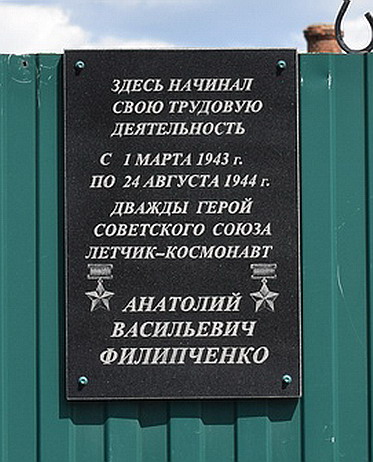 ЗДЕСЬ НАЧИНАЛ
СВОЮ ТРУДОВУЮ
ДЕЯТЕЛЬНОСТЬ
С 1 МАРТА 1943 г.
ПО 24 АВГУСТА 1944 г.
ДВАЖДЫ ГЕРОЙ
СОВЕТСКОГО СОЮЗА
ЛЕТЧИК–КОСМОНАВТ
АНАТОЛИЙ
ВАСИЛЬЕВИЧ
ФИЛИПЧЕНКО